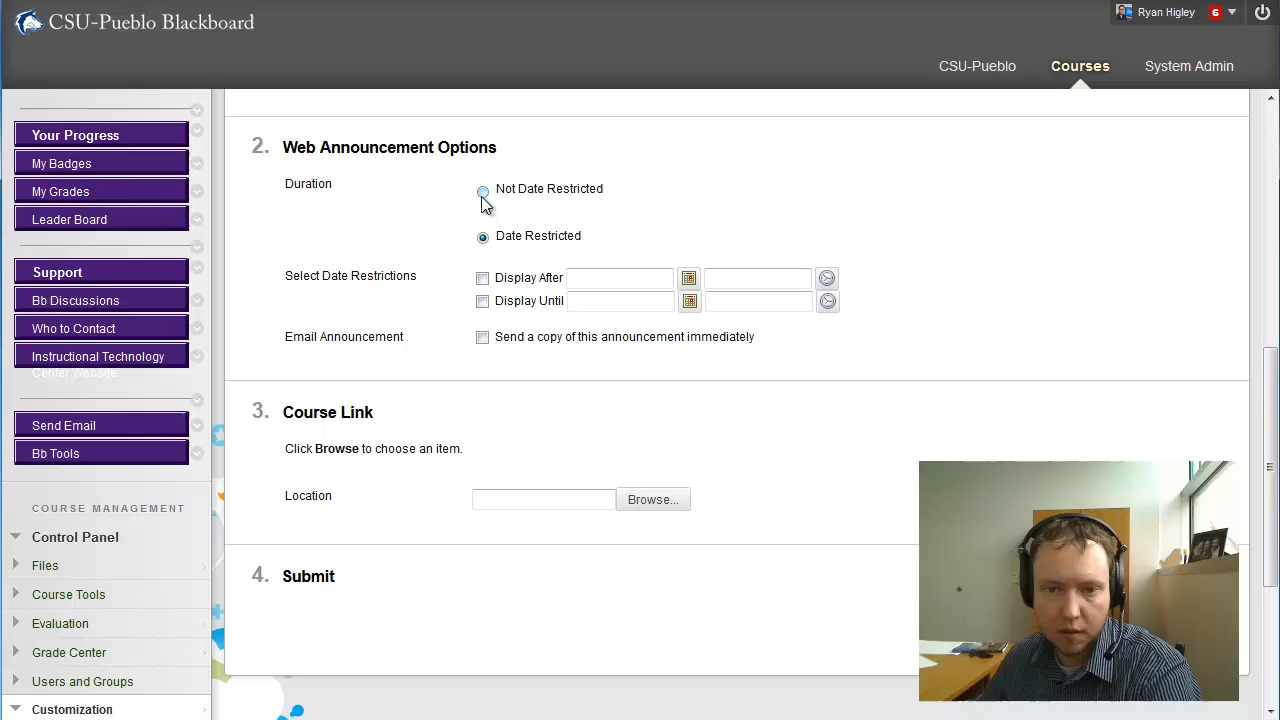 CSU-Pueblo Blackboard
Ryan Higley 6
CSU-Pueblo Courses System Admin
Your Progress
My Badges
My Grades
Leader Board
Support
Bb Discussions
Who to Contact
Instructional Technology
Center Website
Send Email
Bb Tools
COURSE MANAGEMENT
Control Panel
Files
Course Tools
Evaluation
Grade Center
Users and Groups
Customization
2. Web Announcement Options
Duration
Not Date Restricted
Date Restricted
Select Date Restrictions
Display After
Display Until
Email Announcement
Send a copy of this announcement immediately
3. Course Link
Click Browse to choose an item.
Location
Browse...
4. Submit